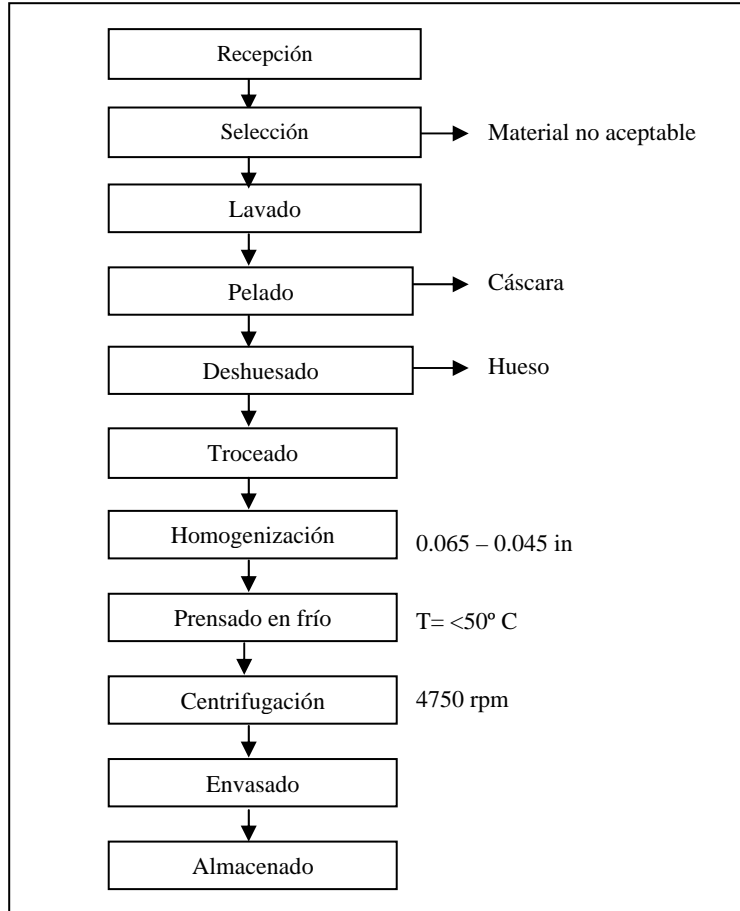 Recepción
Selección
Material no aceptable
Lavado
Pelado
Cáscara
Deshuesado
Hueso
Troceado
Homogenización
0.065 – 0.045 in
Prensado en frío
T= <50º C
Centrifugación
4750 rpm
Envasado
Almacenado